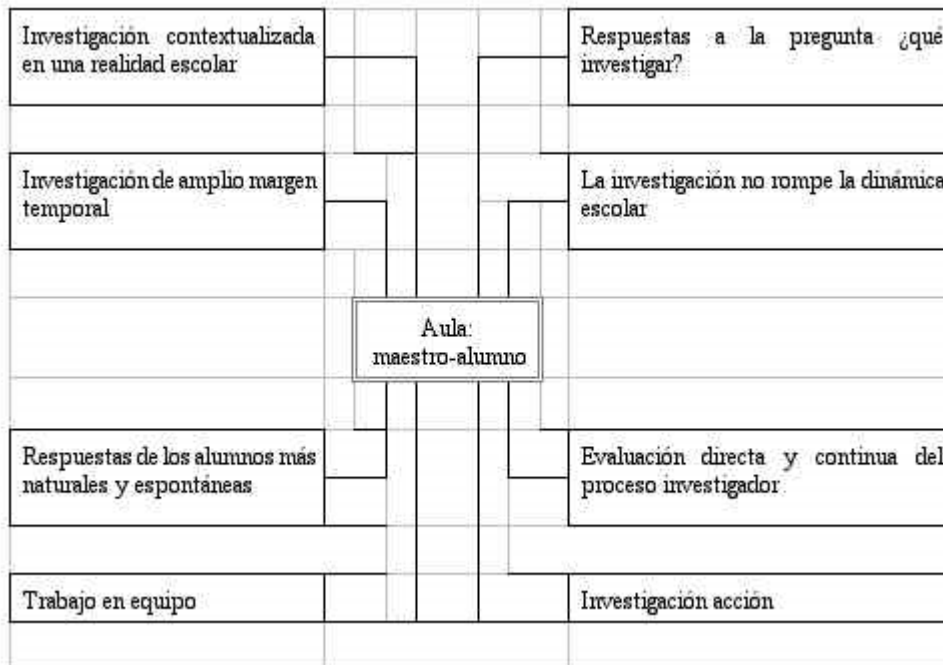 Investigación contextualizada
en una realidad escolar
Respuestas a la pregunta ¿qué
investigar?
Investigación de amplio margen
temporal
La investigación no rompe la dinámica
escolar
Aula:
maestro-alumno
Respuestas de los alumnos más
naturales y espontáneas
Evaluación directa y continua del
proceso investigador
Trabajo en equipo
Investigación acción